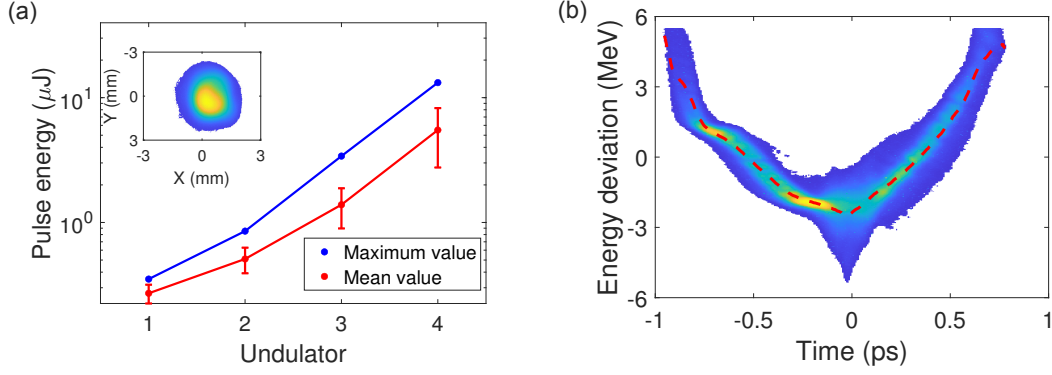 (a)
Pulse energy (μJ)
10^1
10^0
-3
0
3
Y (mm)
-3 0 3
X (mm)
Maximum value
Mean value
1 2 3 4
Undulator
(b)
Energy deviation (MeV)
6
3
0
-3
-6
-1 -0.5 0 0.5 1
Time (ps)